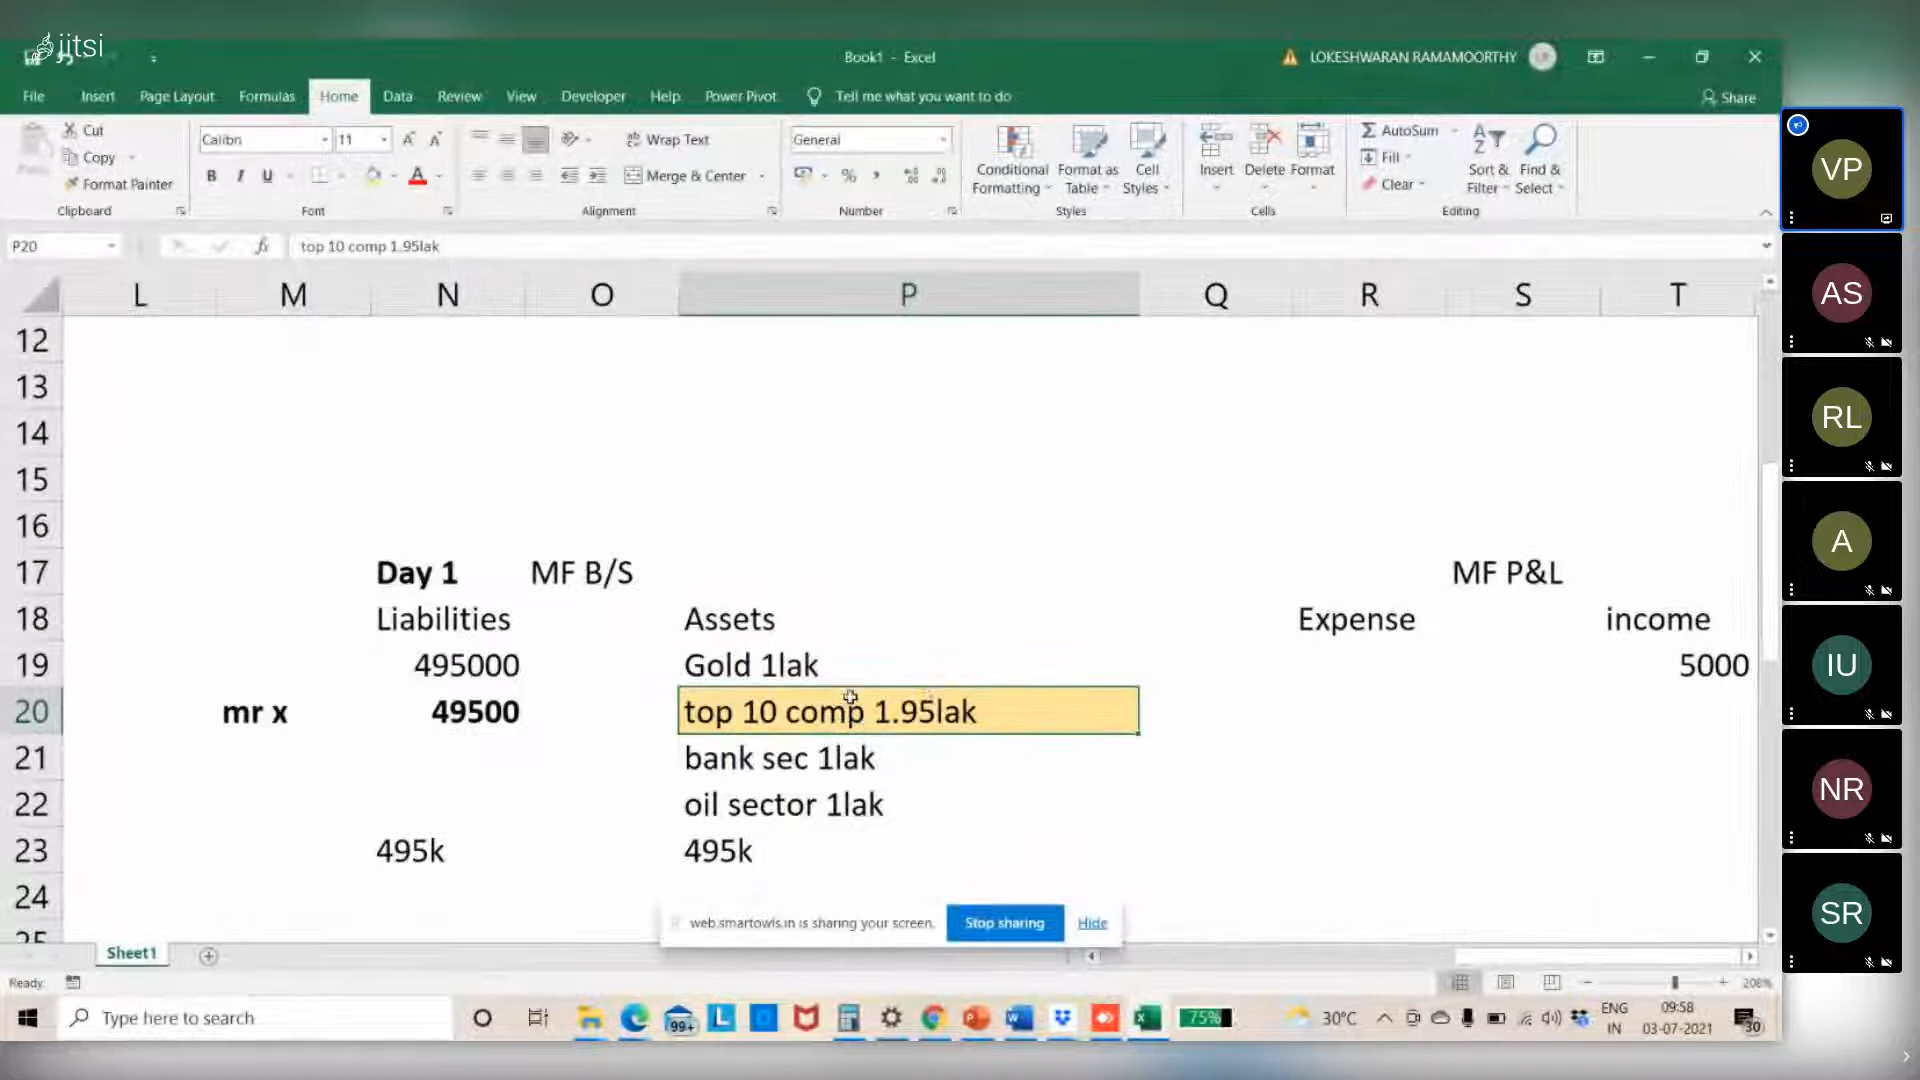 jitsi
Book1 - Excel
LOKESHWARAN RAMAMOORTHY
File Insert Page Layout Formulas Home Data Review View Developer Help Power Pivot Tell me what you want to do Share
Cut
Copy
Format Painter
Clipboard
Calibri 11
B I U A
Font
Wrap Text
Merge & Center
Alignment
General
%
Number
Conditional Formatting
Format as Table
Cell Styles
Styles
Insert Delete Format
Cells
AutoSum
Fill
Clear
Sort & Filter
Find & Select
Editing
P20 fx top 10 comp 1.95lak
L M N O P Q R S T
12
13
14
15
16
17 Day 1 MF B/S MF P&L
18 Liabilities Assets Expense income
19 495000 Gold 1lak 5000
20 mr x 49500 top 10 comp 1.95lak
21 bank sec 1lak
22 oil sector 1lak
23 495k 495k
24
25
web.smartowls.in is sharing your screen. Stop sharing Hide
Sheet1
Ready
208%
Type here to search
99+
75%
30°C
ENG
IN
09:58
03-07-2021
30
VP
AS
RL
A
IU
NR
SR